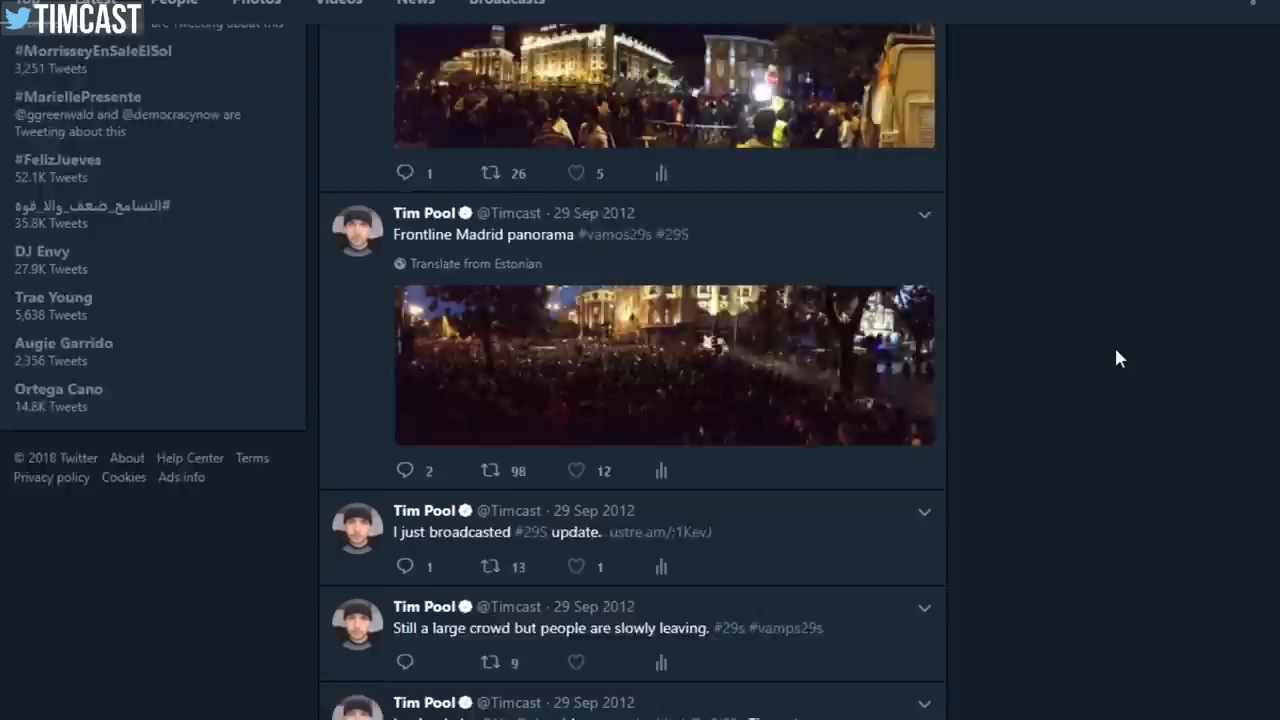 TIMCAST
Top Latest People Photos Videos News Broadcasts
are Tweeting about this
#MorrisseyEnSaleElSol
3,251 Tweets
#MariellePresente
@ggreenwald and @democracynow are
Tweeting about this
#FelizJueves
52.1K Tweets
#التسامح_ضعف_والا_قوه
35.8K Tweets
DJ Envy
27.9K Tweets
Trae Young
5,638 Tweets
Augie Garrido
2,356 Tweets
Ortega Cano
14.8K Tweets
© 2018 Twitter About Help Center Terms
Privacy policy Cookies Ads info
1 26 5
Tim Pool @Timcast · 29 Sep 2012
Frontline Madrid panorama #vamos29s #29S
Translate from Estonian
2 98 12
Tim Pool @Timcast · 29 Sep 2012
I just broadcasted #29S update. ustre.am/:1KevJ
1 13 1
Tim Pool @Timcast · 29 Sep 2012
Still a large crowd but people are slowly leaving. #29s #vamps29s
9
Tim Pool @Timcast · 29 Sep 2012